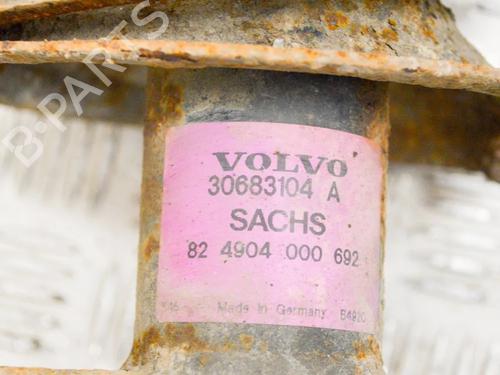 B-PARTS
VOLVO
30683104 A
SACHS
82 4904 000 692
Made in Germany